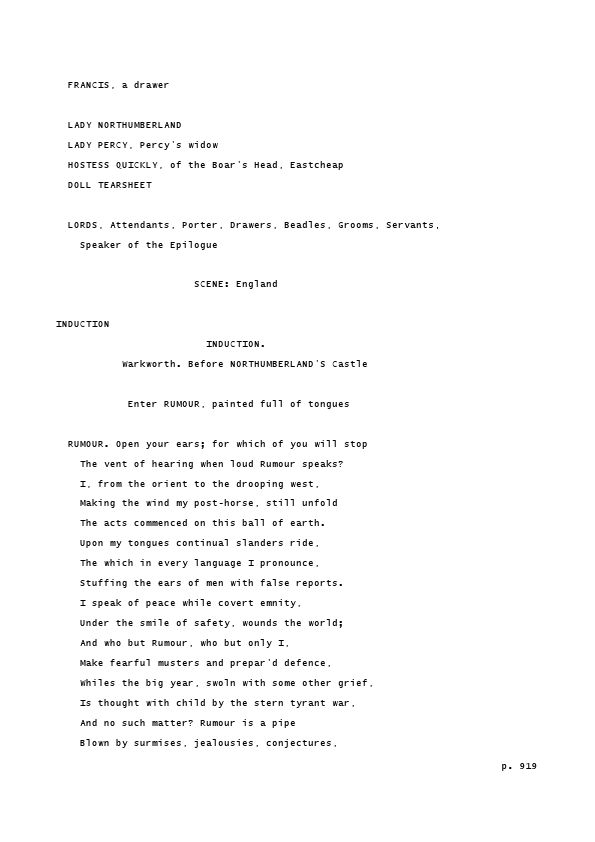 FRANCIS, a drawer
LADY NORTHUMBERLAND
LADY PERCY, Percy's widow
HOSTESS QUICKLY, of the Boar's Head, Eastcheap
DOLL TEARSHEET
LORDS, Attendants, Porter, Drawers, Beadles, Grooms, Servants,
Speaker of the Epilogue
SCENE: England
INDUCTION
INDUCTION.
Warkworth. Before NORTHUMBERLAND'S Castle
Enter RUMOUR, painted full of tongues
RUMOUR. Open your ears; for which of you will stop
The vent of hearing when loud Rumour speaks?
I, from the orient to the drooping west,
Making the wind my post-horse, still unfold
The acts commenced on this ball of earth.
Upon my tongues continual slanders ride,
The which in every language I pronounce,
Stuffing the ears of men with false reports.
I speak of peace while covert emnity,
Under the smile of safety, wounds the world;
And who but Rumour, who but only I,
Make fearful musters and prepar'd defence,
Whiles the big year, swoln with some other grief,
Is thought with child by the stern tyrant war,
And no such matter? Rumour is a pipe
Blown by surmises, jealousies, conjectures,
p. 919